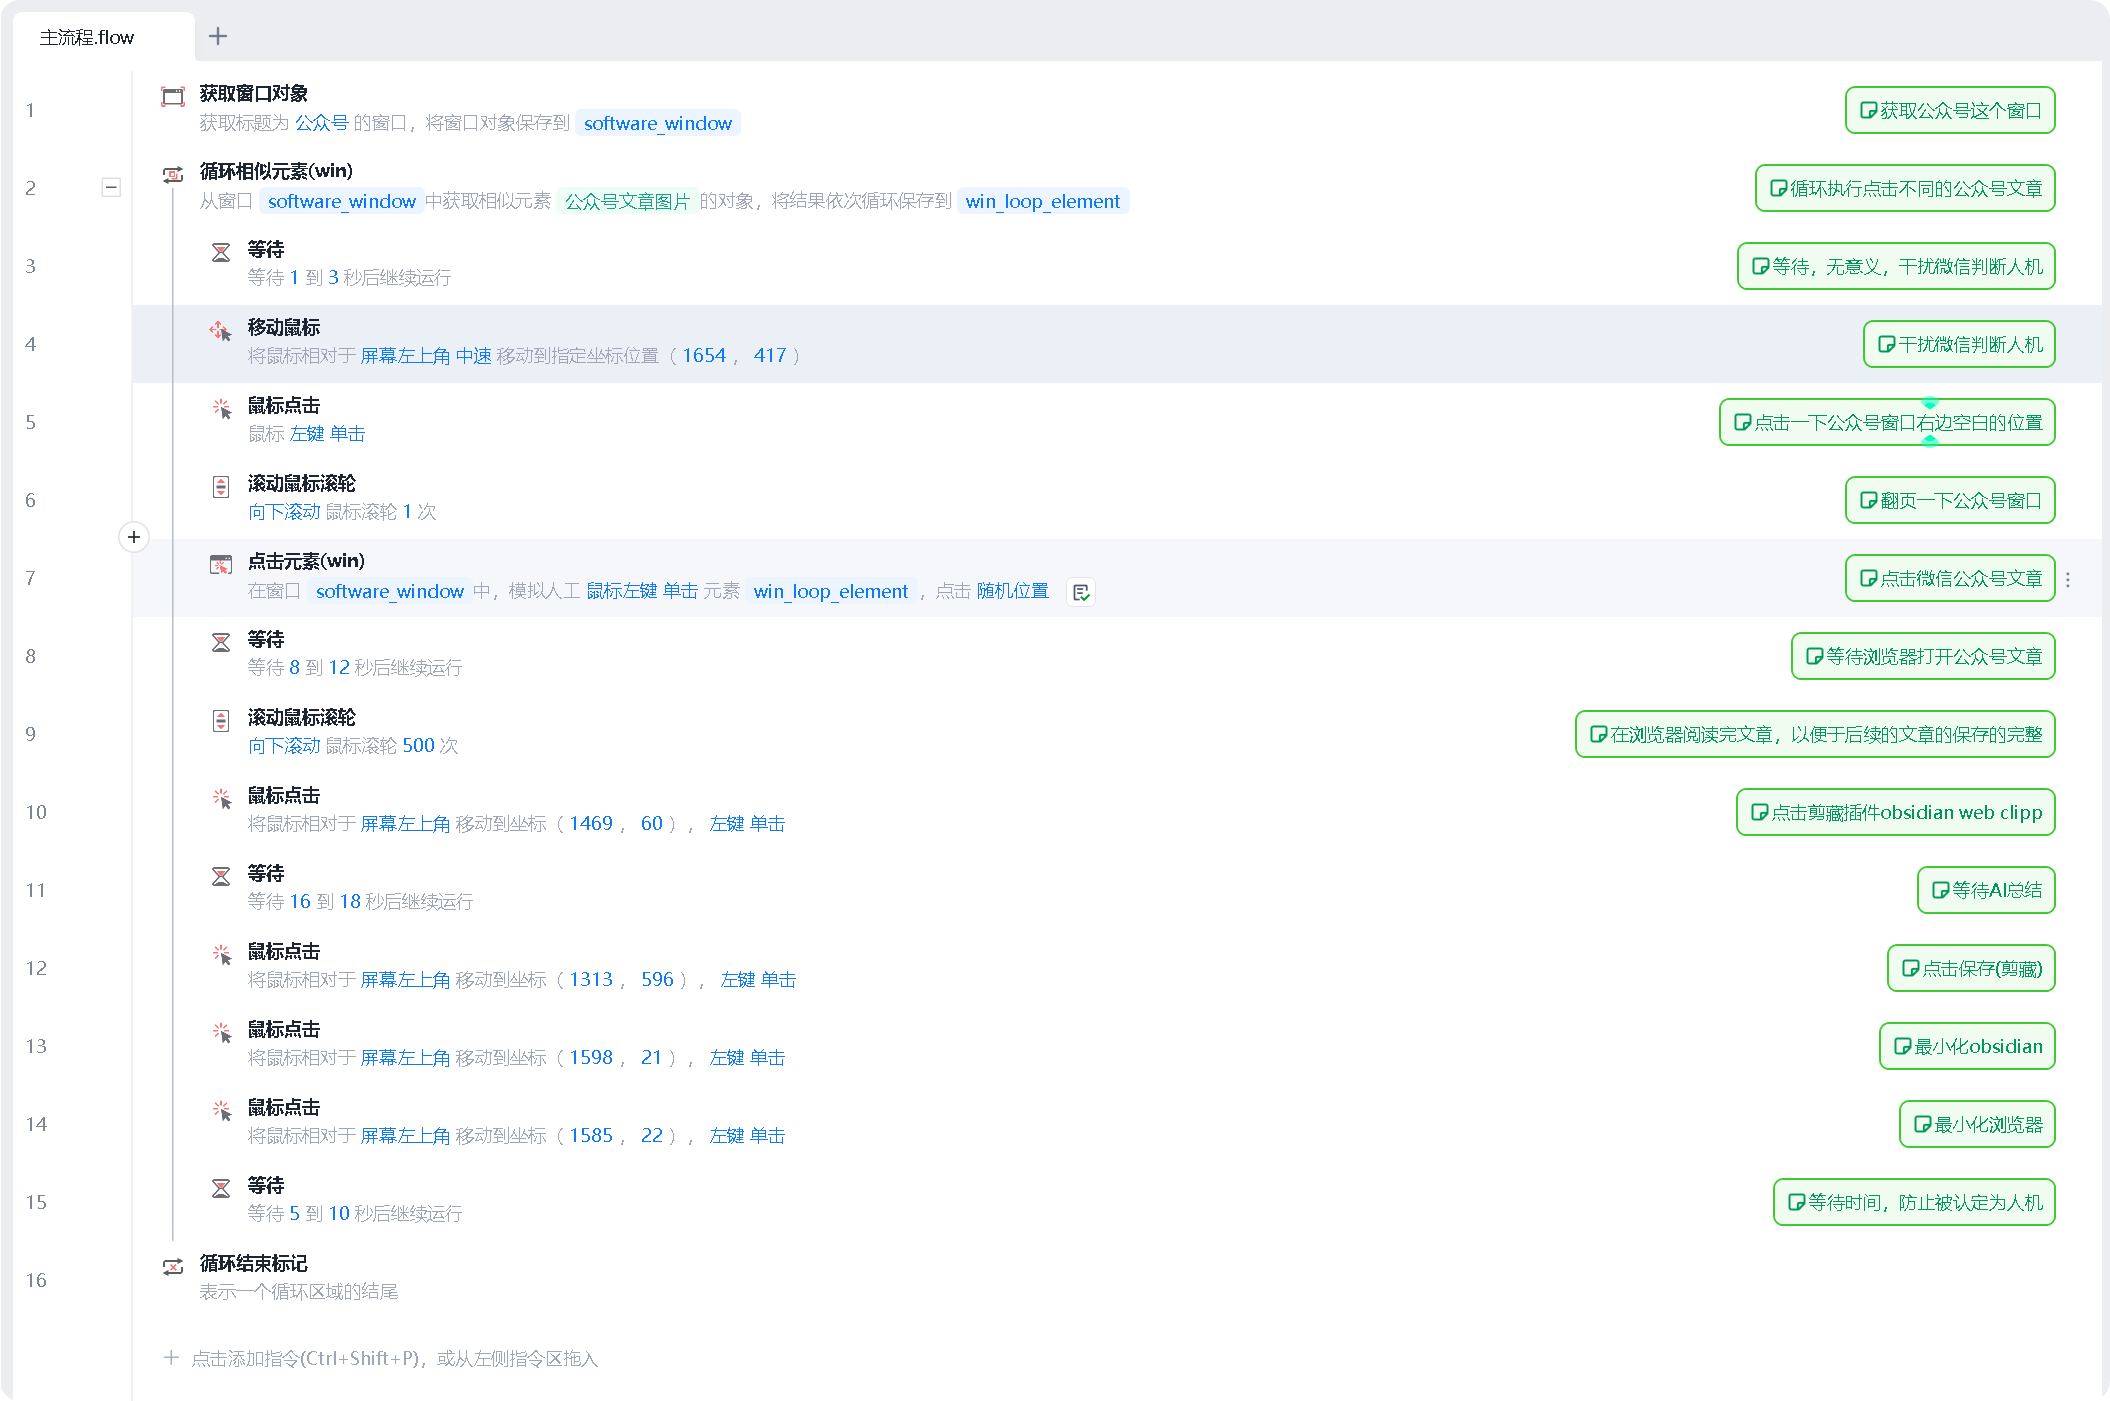 主流程.flow
1
获取窗口对象
获取标题为 公众号 的窗口，将窗口对象保存到 software_window
获取公众号这个窗口
2
循环相似元素(win)
从窗口 software_window 中获取相似元素 公众号文章图片 的对象，将结果依次循环保存到 win_loop_element
循环执行点击不同的公众号文章
3
等待
等待 1 到 3 秒后继续运行
等待，无意义，干扰微信判断人机
4
移动鼠标
将鼠标相对于 屏幕左上角 中速 移动到指定坐标位置（ 1654 ， 417 ）
干扰微信判断人机
5
鼠标点击
鼠标 左键 单击
点击一下公众号窗口右边空白的位置
6
滚动鼠标滚轮
向下滚动 鼠标滚轮 1 次
翻页一下公众号窗口
7
点击元素(win)
在窗口 software_window 中，模拟人工 鼠标左键 单击 元素 win_loop_element ，点击 随机位置
点击微信公众号文章
8
等待
等待 8 到 12 秒后继续运行
等待浏览器打开公众号文章
9
滚动鼠标滚轮
向下滚动 鼠标滚轮 500 次
在浏览器阅读完文章，以便于后续的文章的保存的完整
10
鼠标点击
将鼠标相对于 屏幕左上角 移动到坐标（ 1469 ， 60 ）， 左键 单击
点击剪藏插件obsidian web clipp
11
等待
等待 16 到 18 秒后继续运行
等待AI总结
12
鼠标点击
将鼠标相对于 屏幕左上角 移动到坐标（ 1313 ， 596 ）， 左键 单击
点击保存(剪藏)
13
鼠标点击
将鼠标相对于 屏幕左上角 移动到坐标（ 1598 ， 21 ）， 左键 单击
最小化obsidian
14
鼠标点击
将鼠标相对于 屏幕左上角 移动到坐标（ 1585 ， 22 ）， 左键 单击
最小化浏览器
15
等待
等待 5 到 10 秒后继续运行
等待时间，防止被认定为人机
16
循环结束标记
表示一个循环区域的结尾
点击添加指令(Ctrl+Shift+P)，或从左侧指令区拖入